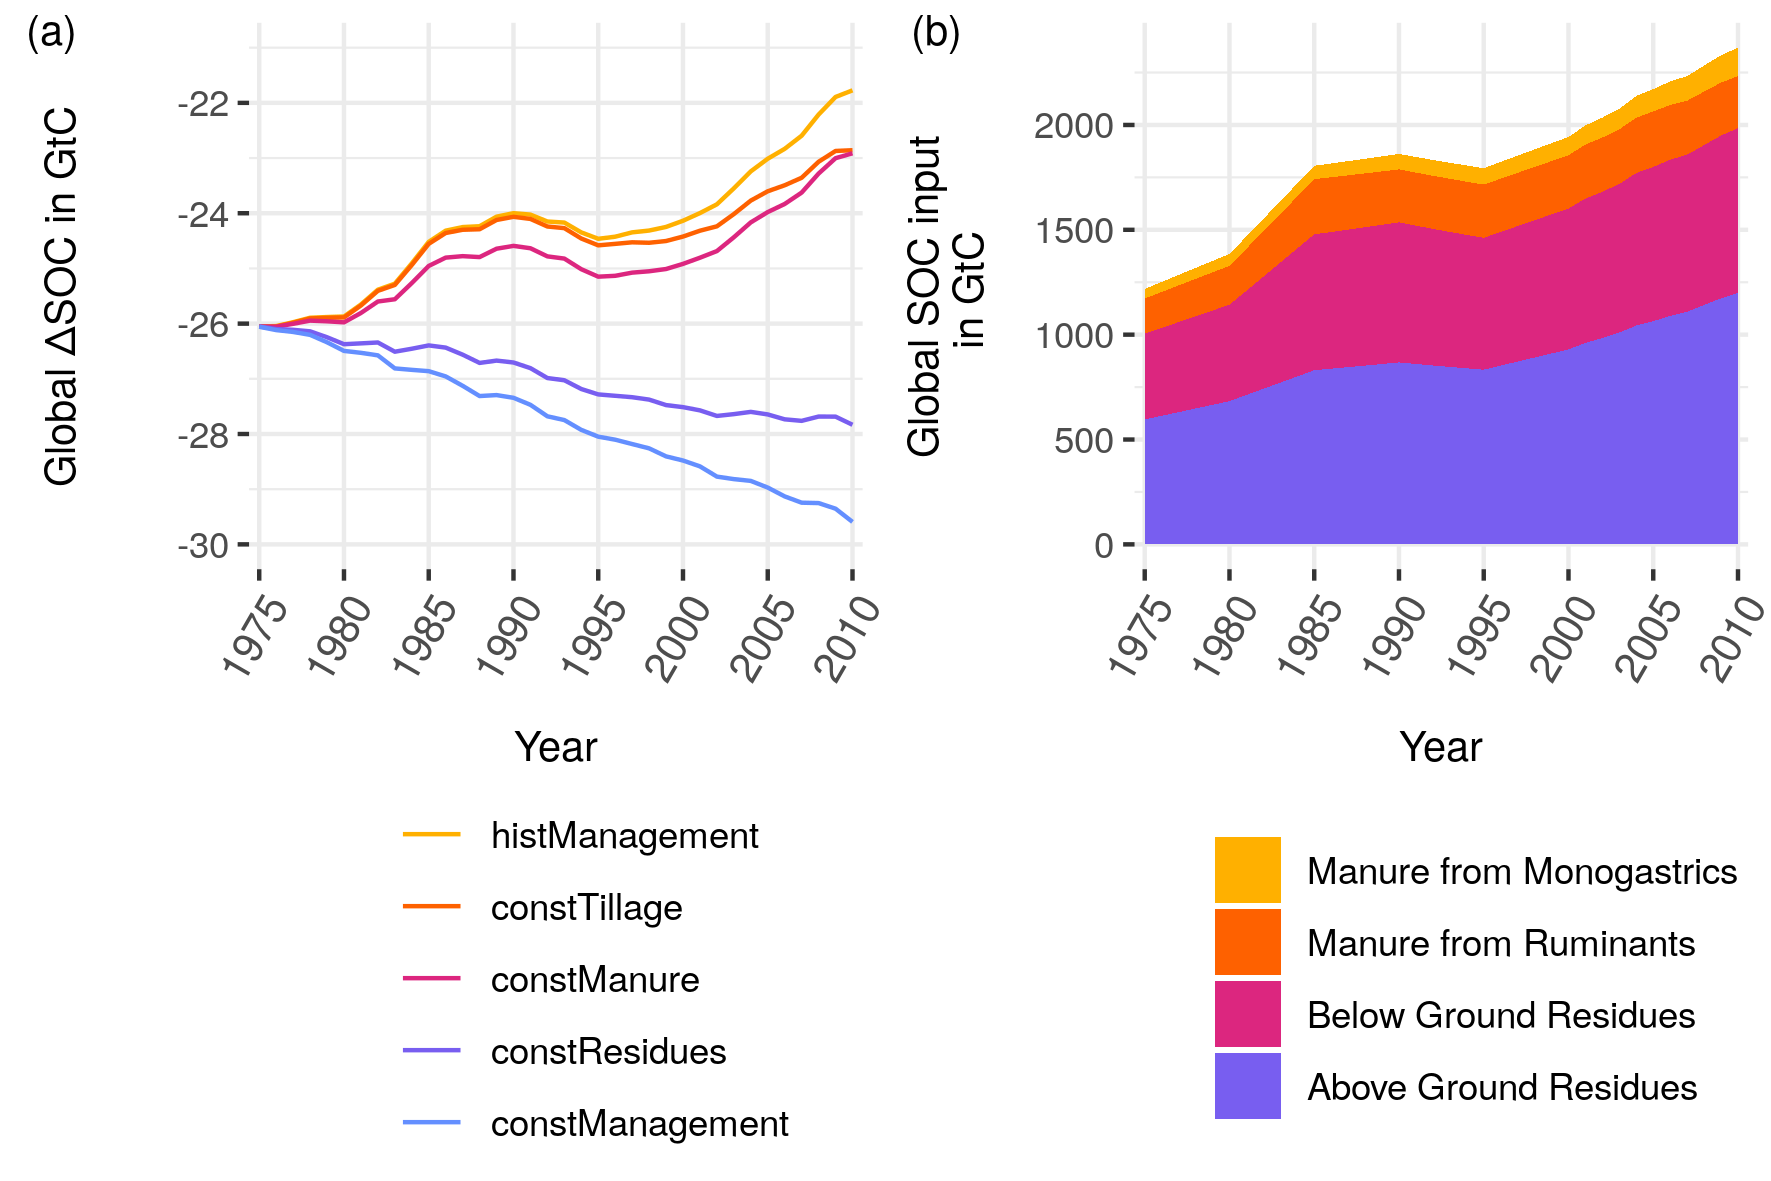 (a)
Global ΔSOC in GtC
-22
-24
-26
-28
-30
1975
1980
1985
1990
1995
2000
2005
2010
Year
histManagement
constTillage
constManure
constResidues
constManagement
(b)
Global SOC input
in GtC
2000
1500
1000
500
0
1975
1980
1985
1990
1995
2000
2005
2010
Year
Manure from Monogastrics
Manure from Ruminants
Below Ground Residues
Above Ground Residues